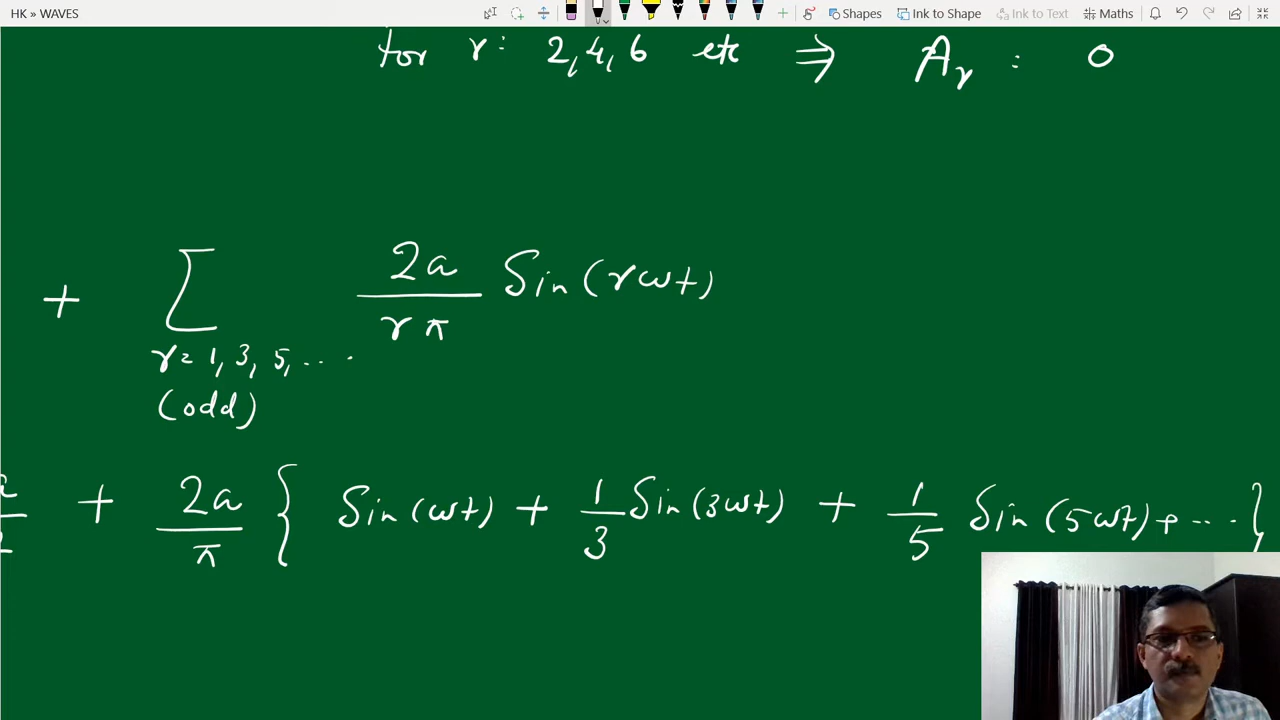 HK » WAVES
Shapes Ink to Shape Ink to Text Maths
for r: 2, 4, 6 etc ⇒ Aᵣ : 0
+ Σ 2a/rπ Sin(rωt)
r= 1, 3, 5, ....
(odd)
+ 2a/π { Sin(ωt) + 1/3 Sin(3ωt) + 1/5 Sin(5ωt)+ ....}